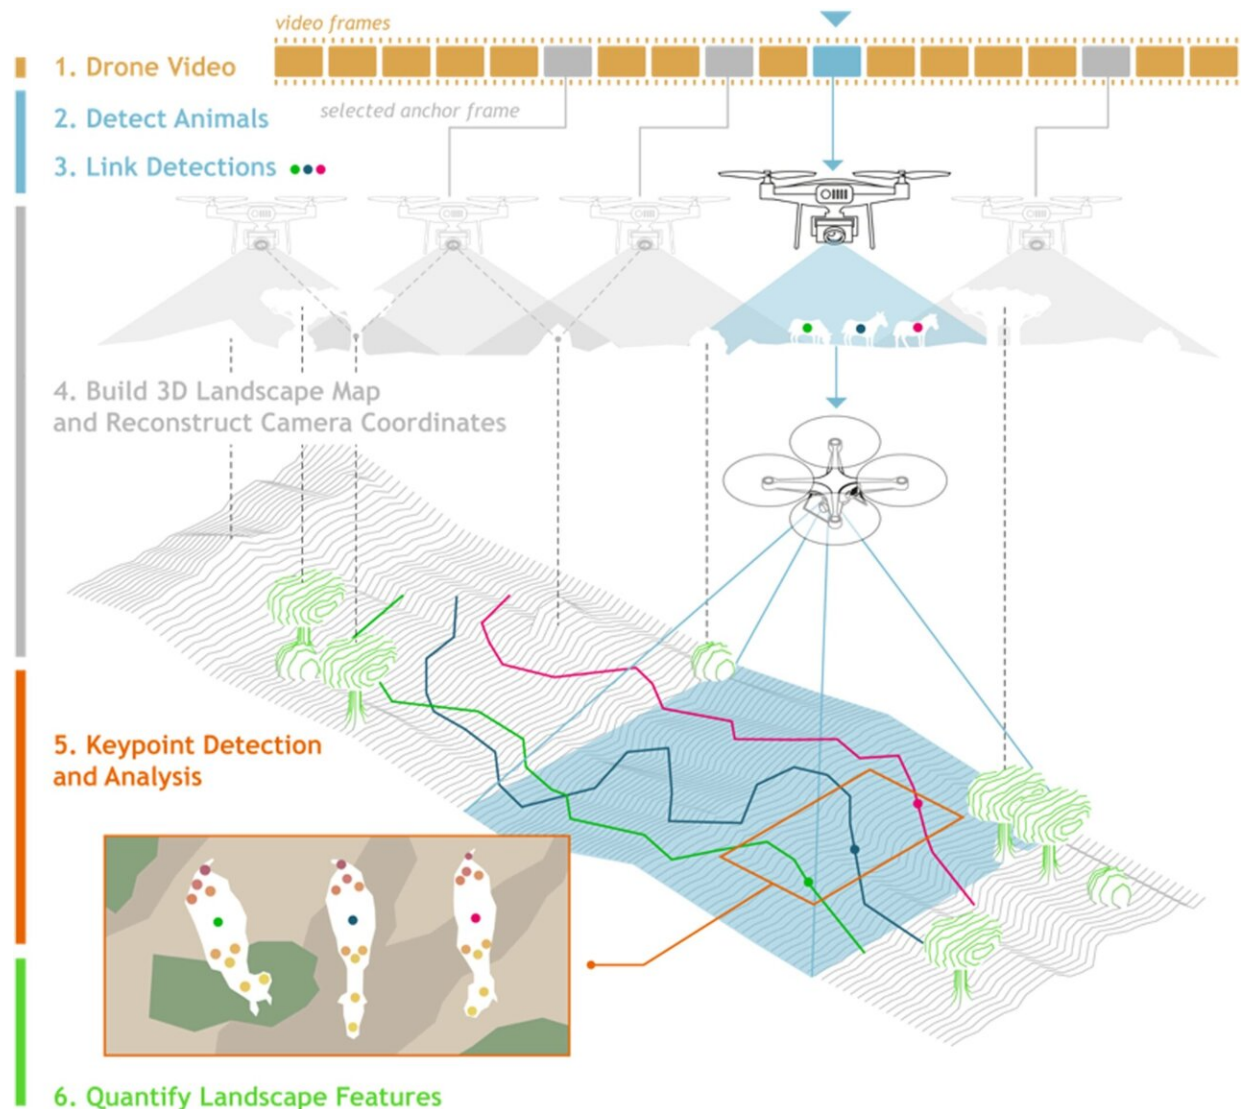 video frames
1. Drone Video
selected anchor frame
2. Detect Animals
3. Link Detections
4. Build 3D Landscape Map
and Reconstruct Camera Coordinates
5. Keypoint Detection
and Analysis
6. Quantify Landscape Features